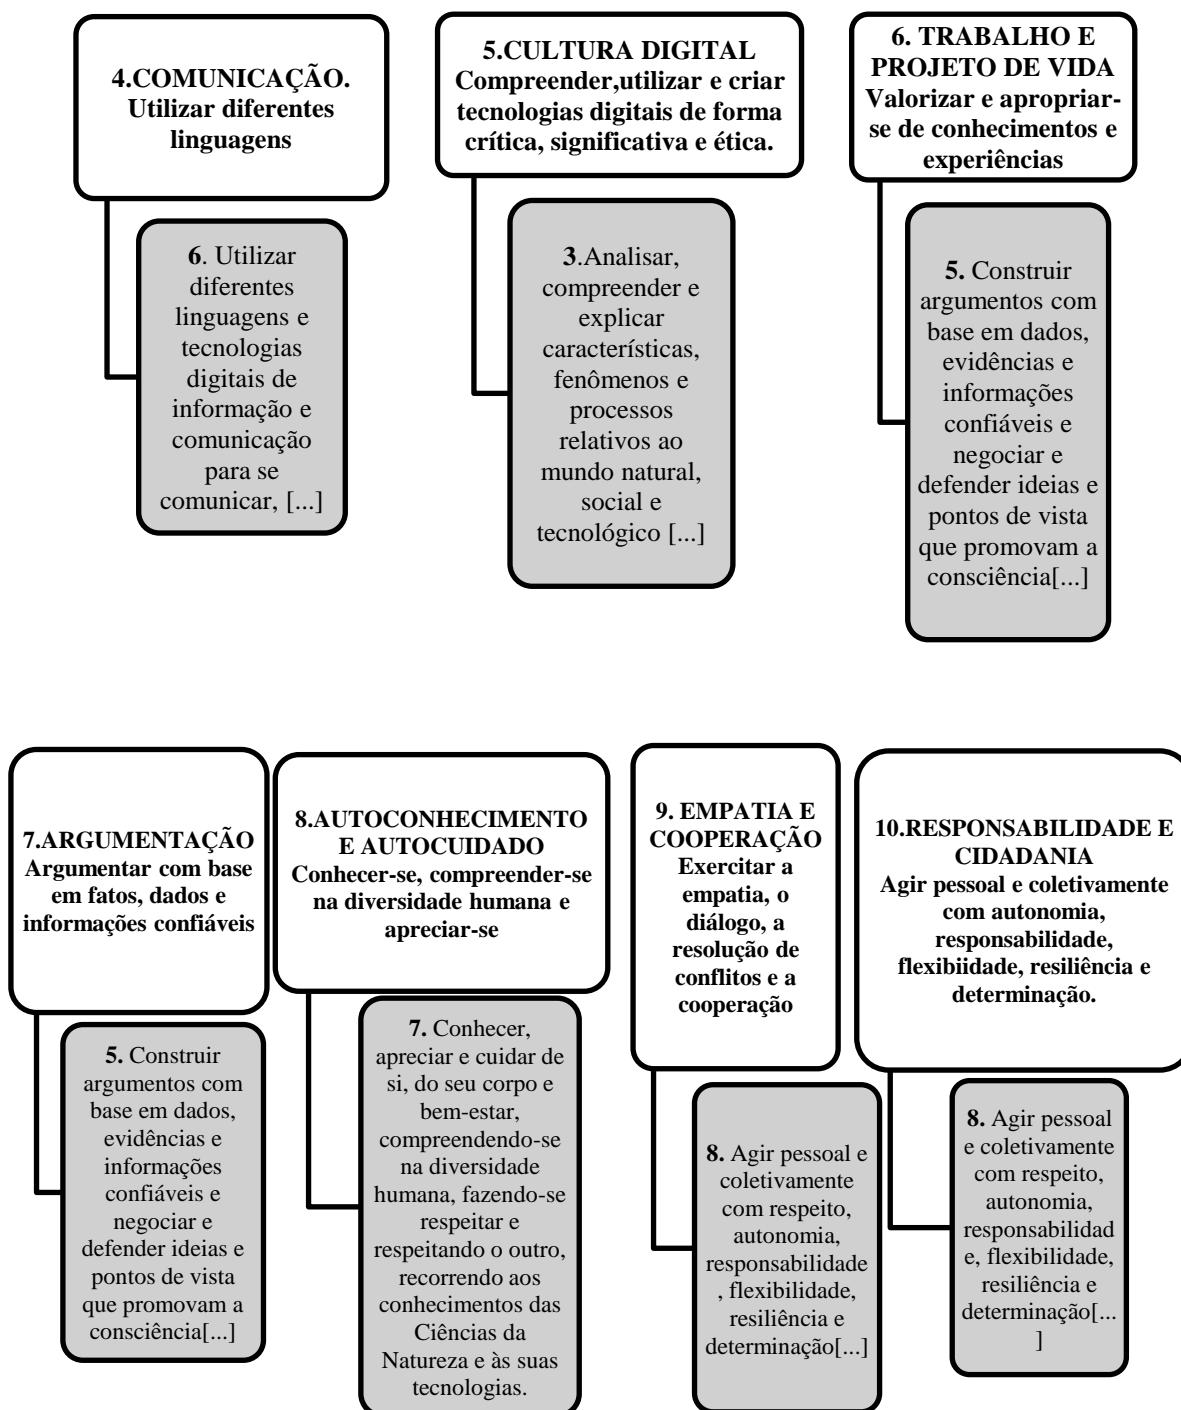 4.COMUNICAÇÃO.
Utilizar diferentes
linguagens
6. Utilizar
diferentes
linguagens e
tecnologias
digitais de
informação e
comunicação
para se
comunicar, [...]
5.CULTURA DIGITAL
Compreender,utilizar e criar
tecnologias digitais de forma
crítica, significativa e ética.
3.Analisar,
compreender e
explicar
características,
fenômenos e
processos
relativos ao
mundo natural,
social e
tecnológico [...]
6. TRABALHO E
PROJETO DE VIDA
Valorizar e apropriar-
se de conhecimentos e
experiências
5. Construir
argumentos com
base em dados,
evidências e
informações
confiáveis e
negociar e
defender ideias e
pontos de vista
que promovam a
consciência[...]
7.ARGUMENTAÇÃO
Argumentar com base
em fatos, dados e
informações confiáveis
5. Construir
argumentos com
base em dados,
evidências e
informações
confiáveis e
negociar e
defender ideias e
pontos de vista
que promovam a
consciência[...]
8.AUTOCONHECIMENTO
E AUTOCUIDADO
Conhecer-se, compreender-se
na diversidade humana e
apreciar-se
7. Conhecer,
apreciar e cuidar de
si, do seu corpo e
bem-estar,
compreendendo-se
na diversidade
humana, fazendo-se
respeitar e
respeitando o outro,
recorrendo aos
conhecimentos das
Ciências da
Natureza e às suas
tecnologias.
9. EMPATIA E
COOPERAÇÃO
Exercitar a
empatia, o
diálogo, a
resolução de
conflitos e a
cooperação
8. Agir pessoal e
coletivamente
com respeito,
autonomia,
responsabilidade
, flexibilidade,
resiliência e
determinação[...]
10.RESPONSABILIDADE E
CIDADANIA
Agir pessoal e coletivamente
com autonomia,
responsabilidade,
flexibiidade, resiliência e
determinação.
8. Agir pessoal
e coletivamente
com respeito,
autonomia,
responsabilidad
e, flexibilidade,
resiliência e
determinação[...
]